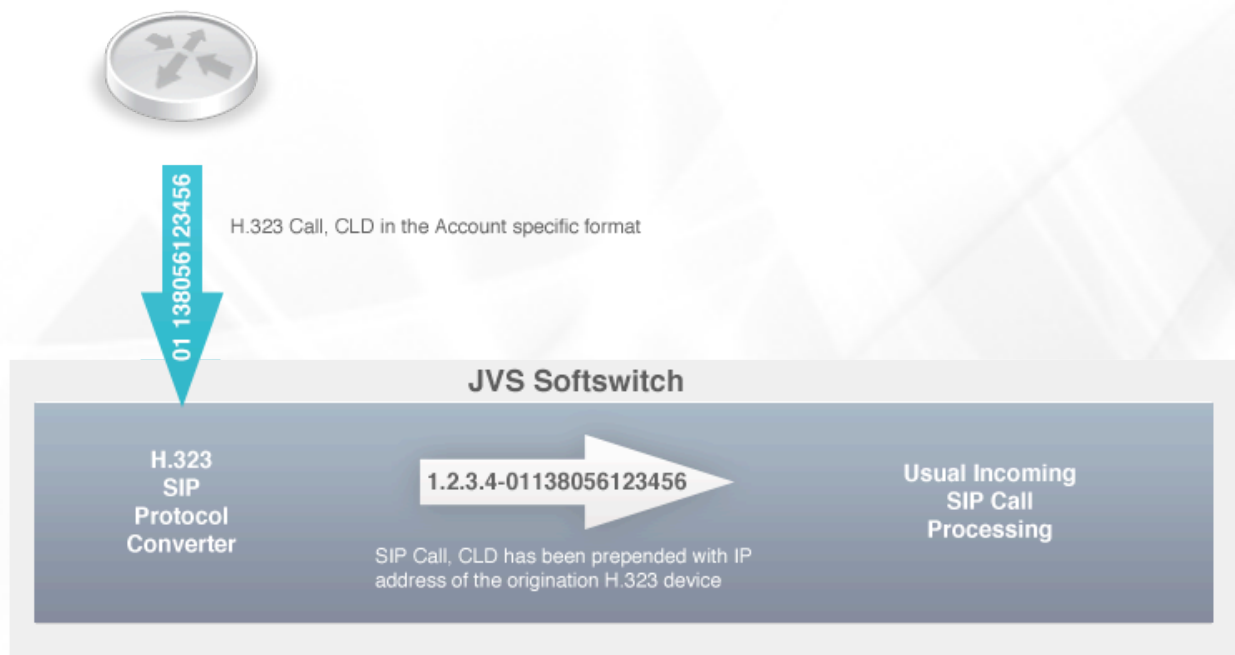 01 138056123456
H.323 Call, CLD in the Account specific format
JVS Softswitch
H.323
SIP
Protocol
Converter
1.2.3.4-01138056123456
SIP Call, CLD has been prepended with IP
address of the origination H.323 device
Usual Incoming
SIP Call
Processing